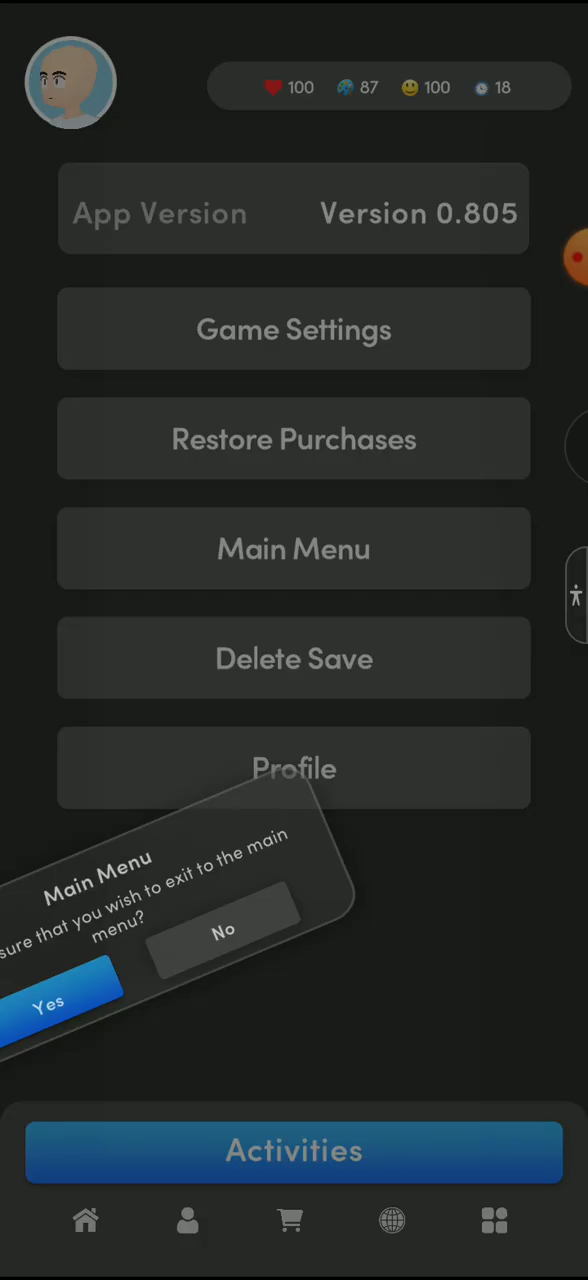 100 87 100 18
App Version Version 0.805
Game Settings
Restore Purchases
Main Menu
Delete Save
Profile
Main Menu
sure that you wish to exit to the main
menu?
Yes No
Activities